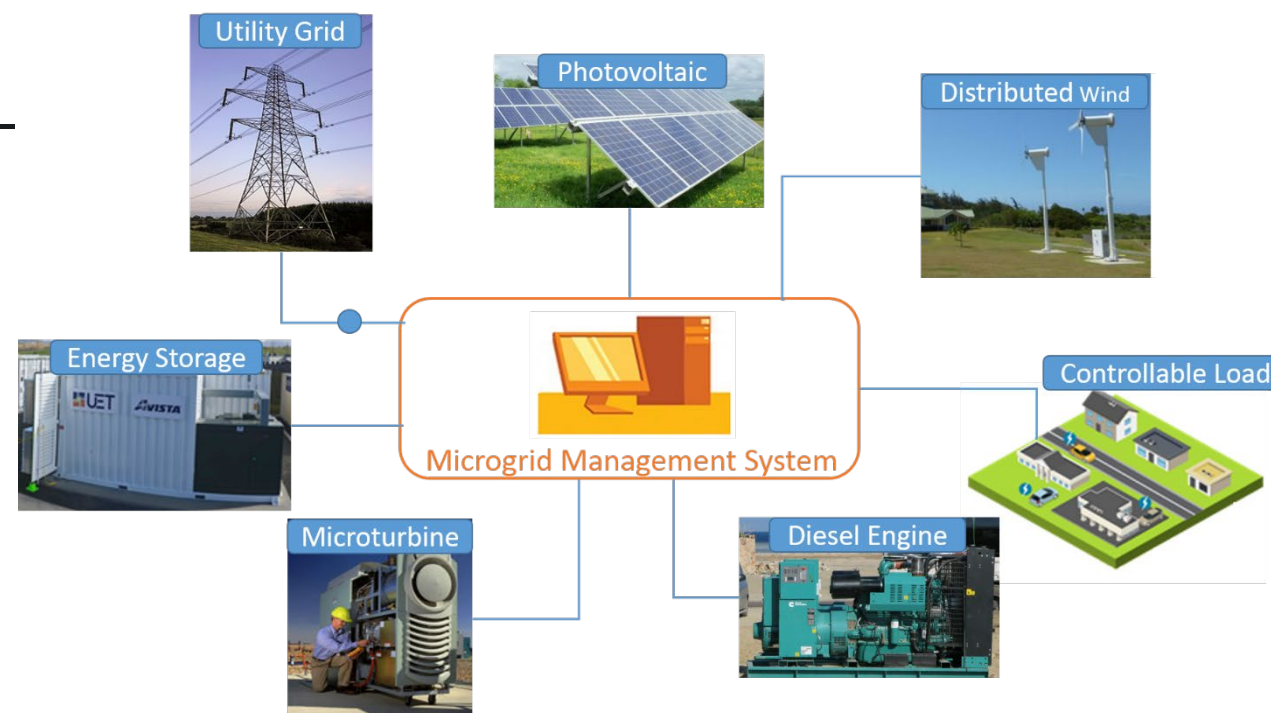 Utility Grid
Photovoltaic
Distributed Wind
Energy Storage
UET
AVISTA
Controllable Load
Microgrid Management System
Microturbine
Diesel Engine